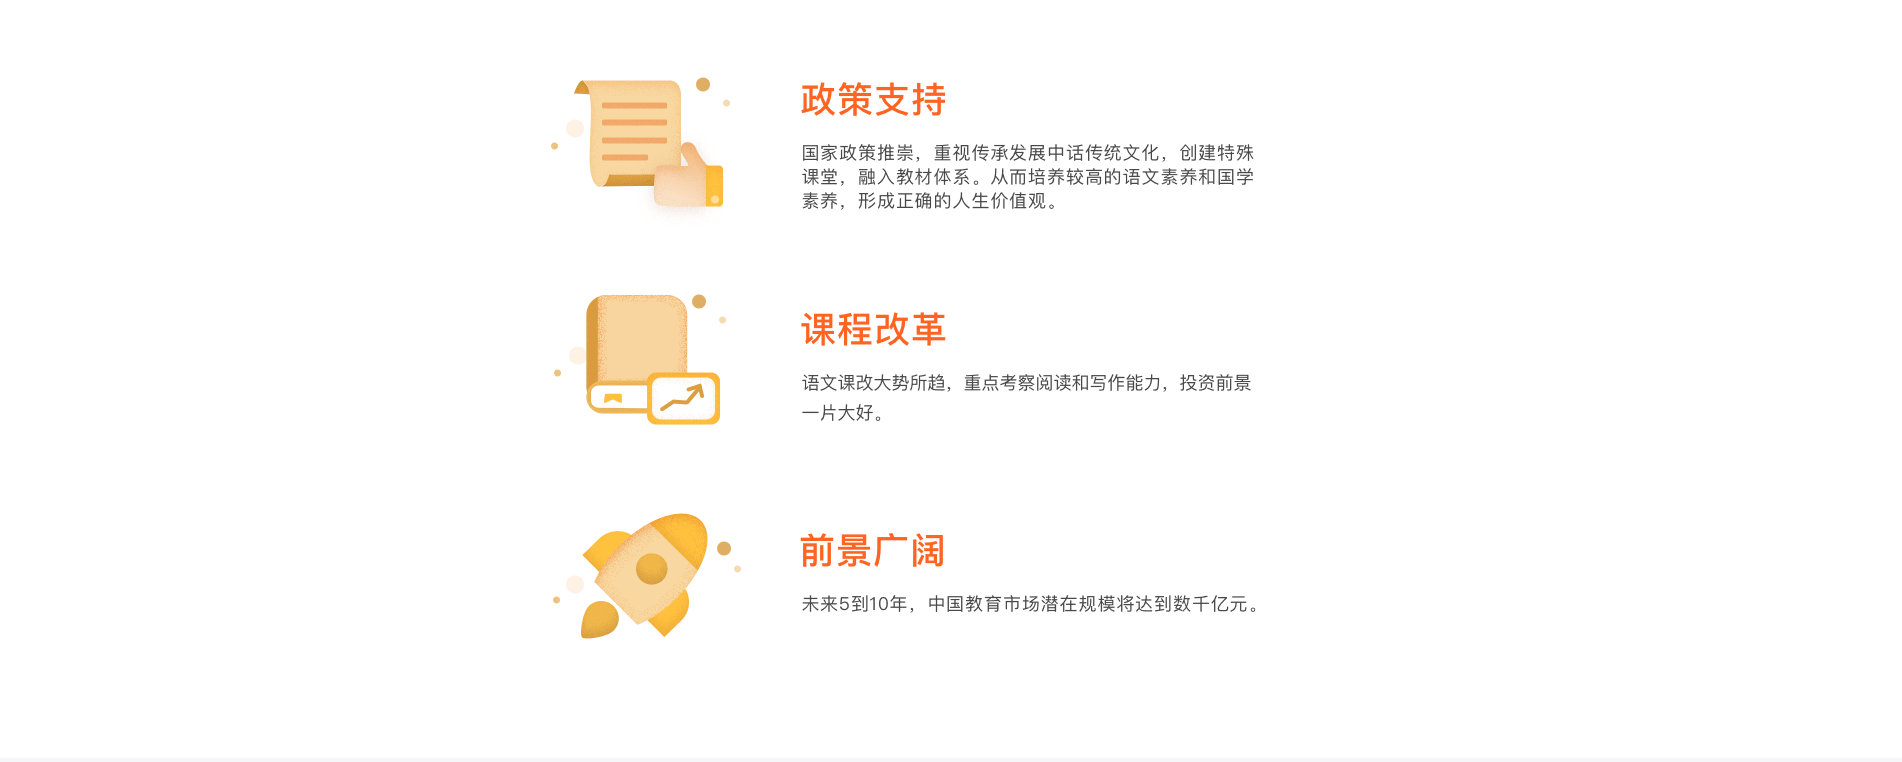 政策支持
国家政策推崇，重视传承发展中话传统文化，创建特殊
课堂，融入教材体系。从而培养较高的语文素养和国学
素养，形成正确的人生价值观。
课程改革
语文课改大势所趋，重点考察阅读和写作能力，投资前景
一片大好。
前景广阔
未来5到10年，中国教育市场潜在规模将达到数千亿元。